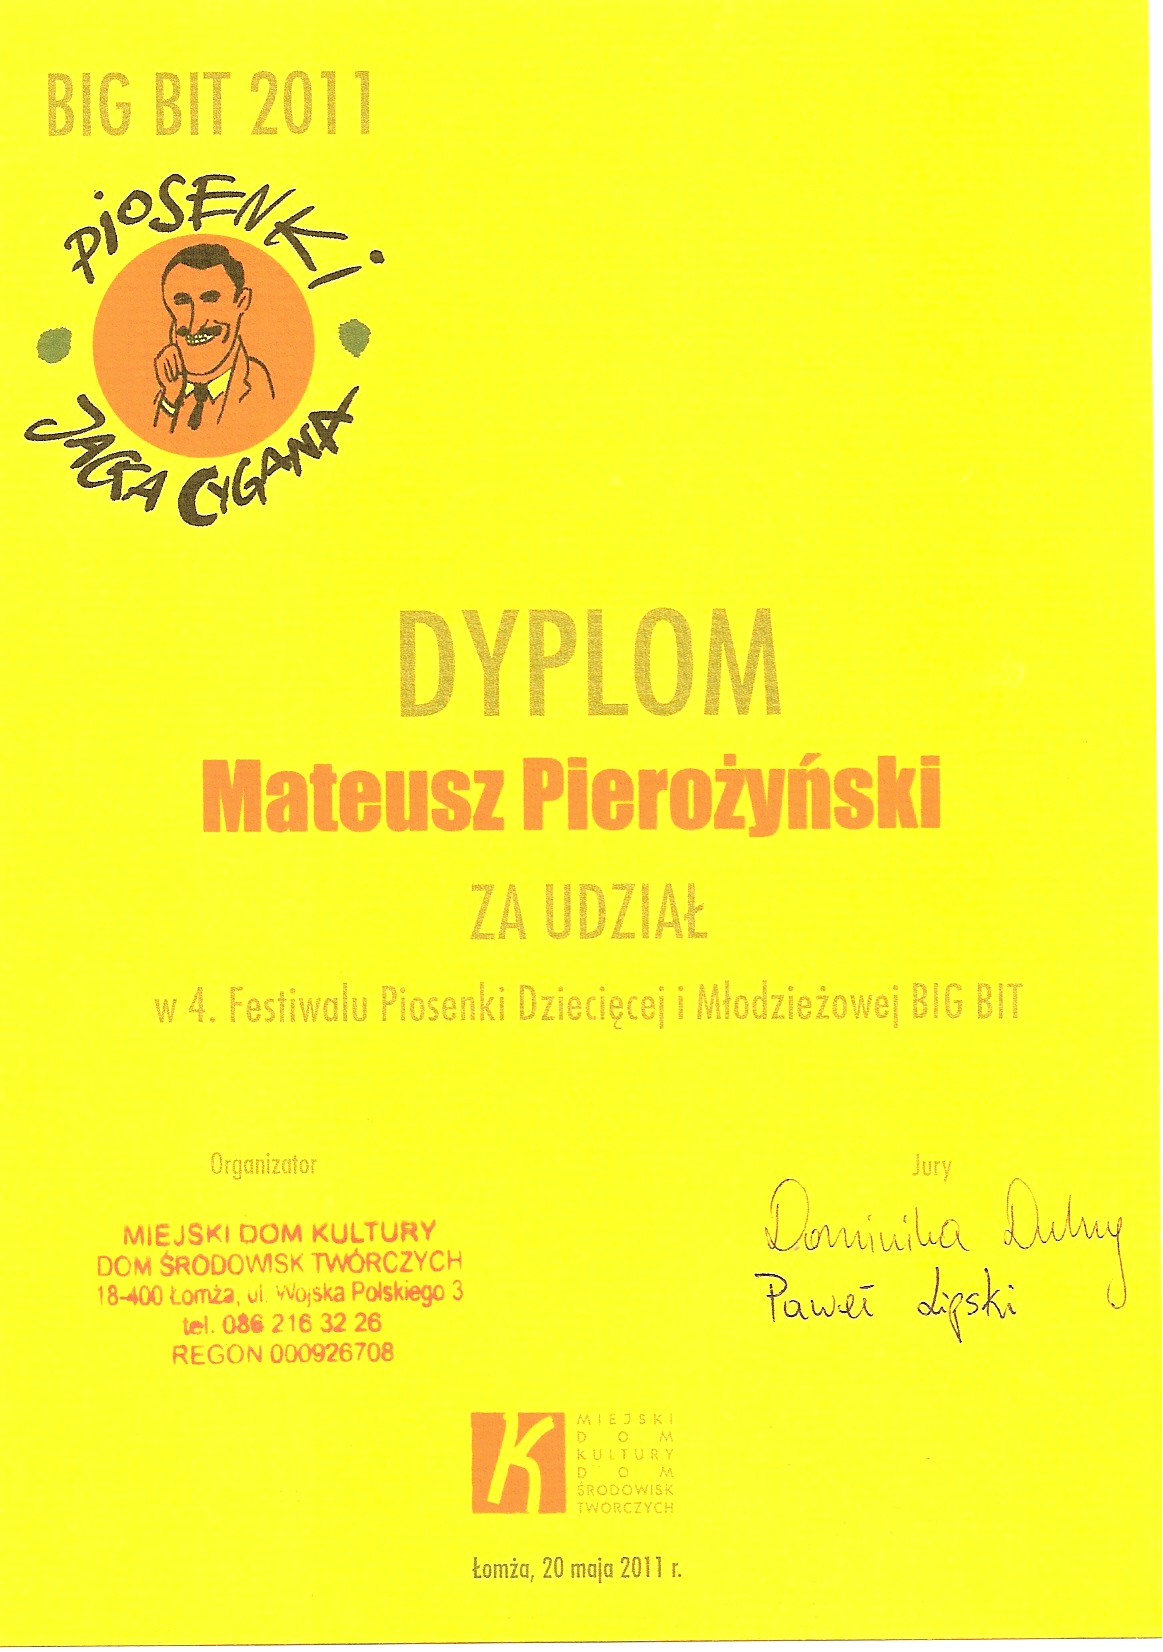 BIG BIT 2011
PiOSENKi
JACKA CYGANA
DYPLOM
Mateusz Pierożyński
ZA UDZIAŁ
w 4. Festiwalu Piosenki Dziecięcej i Młodzieżowej BIG BIT
Organizator
MIEJSKI DOM KULTURY
DOM ŚRODOWISK TWÓRCZYCH
18-400 Łomża, ul. Wojska Polskiego 3
tel. 086 216 32 26
REGON 000926708
Jury
Dominika
Paweł Lipski
MIEJSKI
DOM
KULTURY
DOM
ŚRODOWISK
TWÓRCZYCH
Łomża, 20 maja 2011 r.